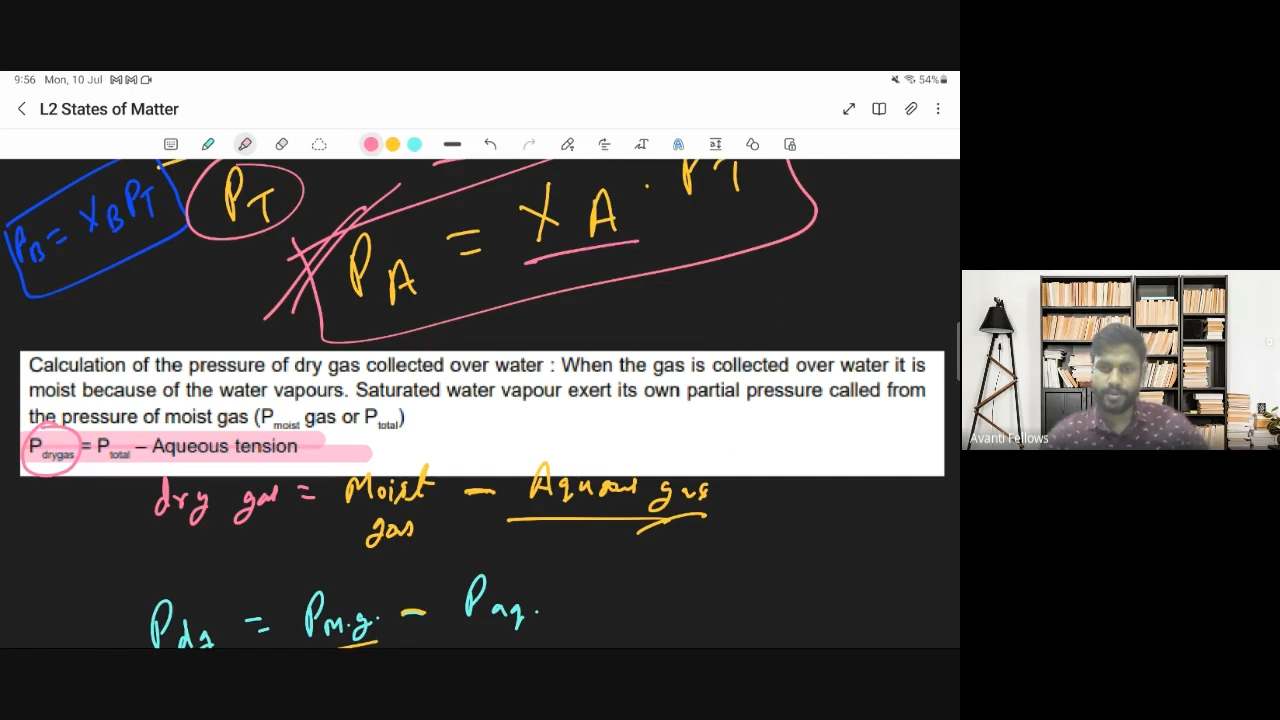 9:56 Mon, 10 Jul
54%
L2 States of Matter
PB = XB PT
PT
PA = XA . PT
Calculation of the pressure of dry gas collected over water : When the gas is collected over water it is
moist because of the water vapours. Saturated water vapour exert its own partial pressure called from
the pressure of moist gas (Pmoist gas or Ptotal)
Pdrygas = Ptotal – Aqueous tension
dry gas = Moist - Aqueous gas
gas
Pdg = PM.g. - Paq.
Avanti Fellows